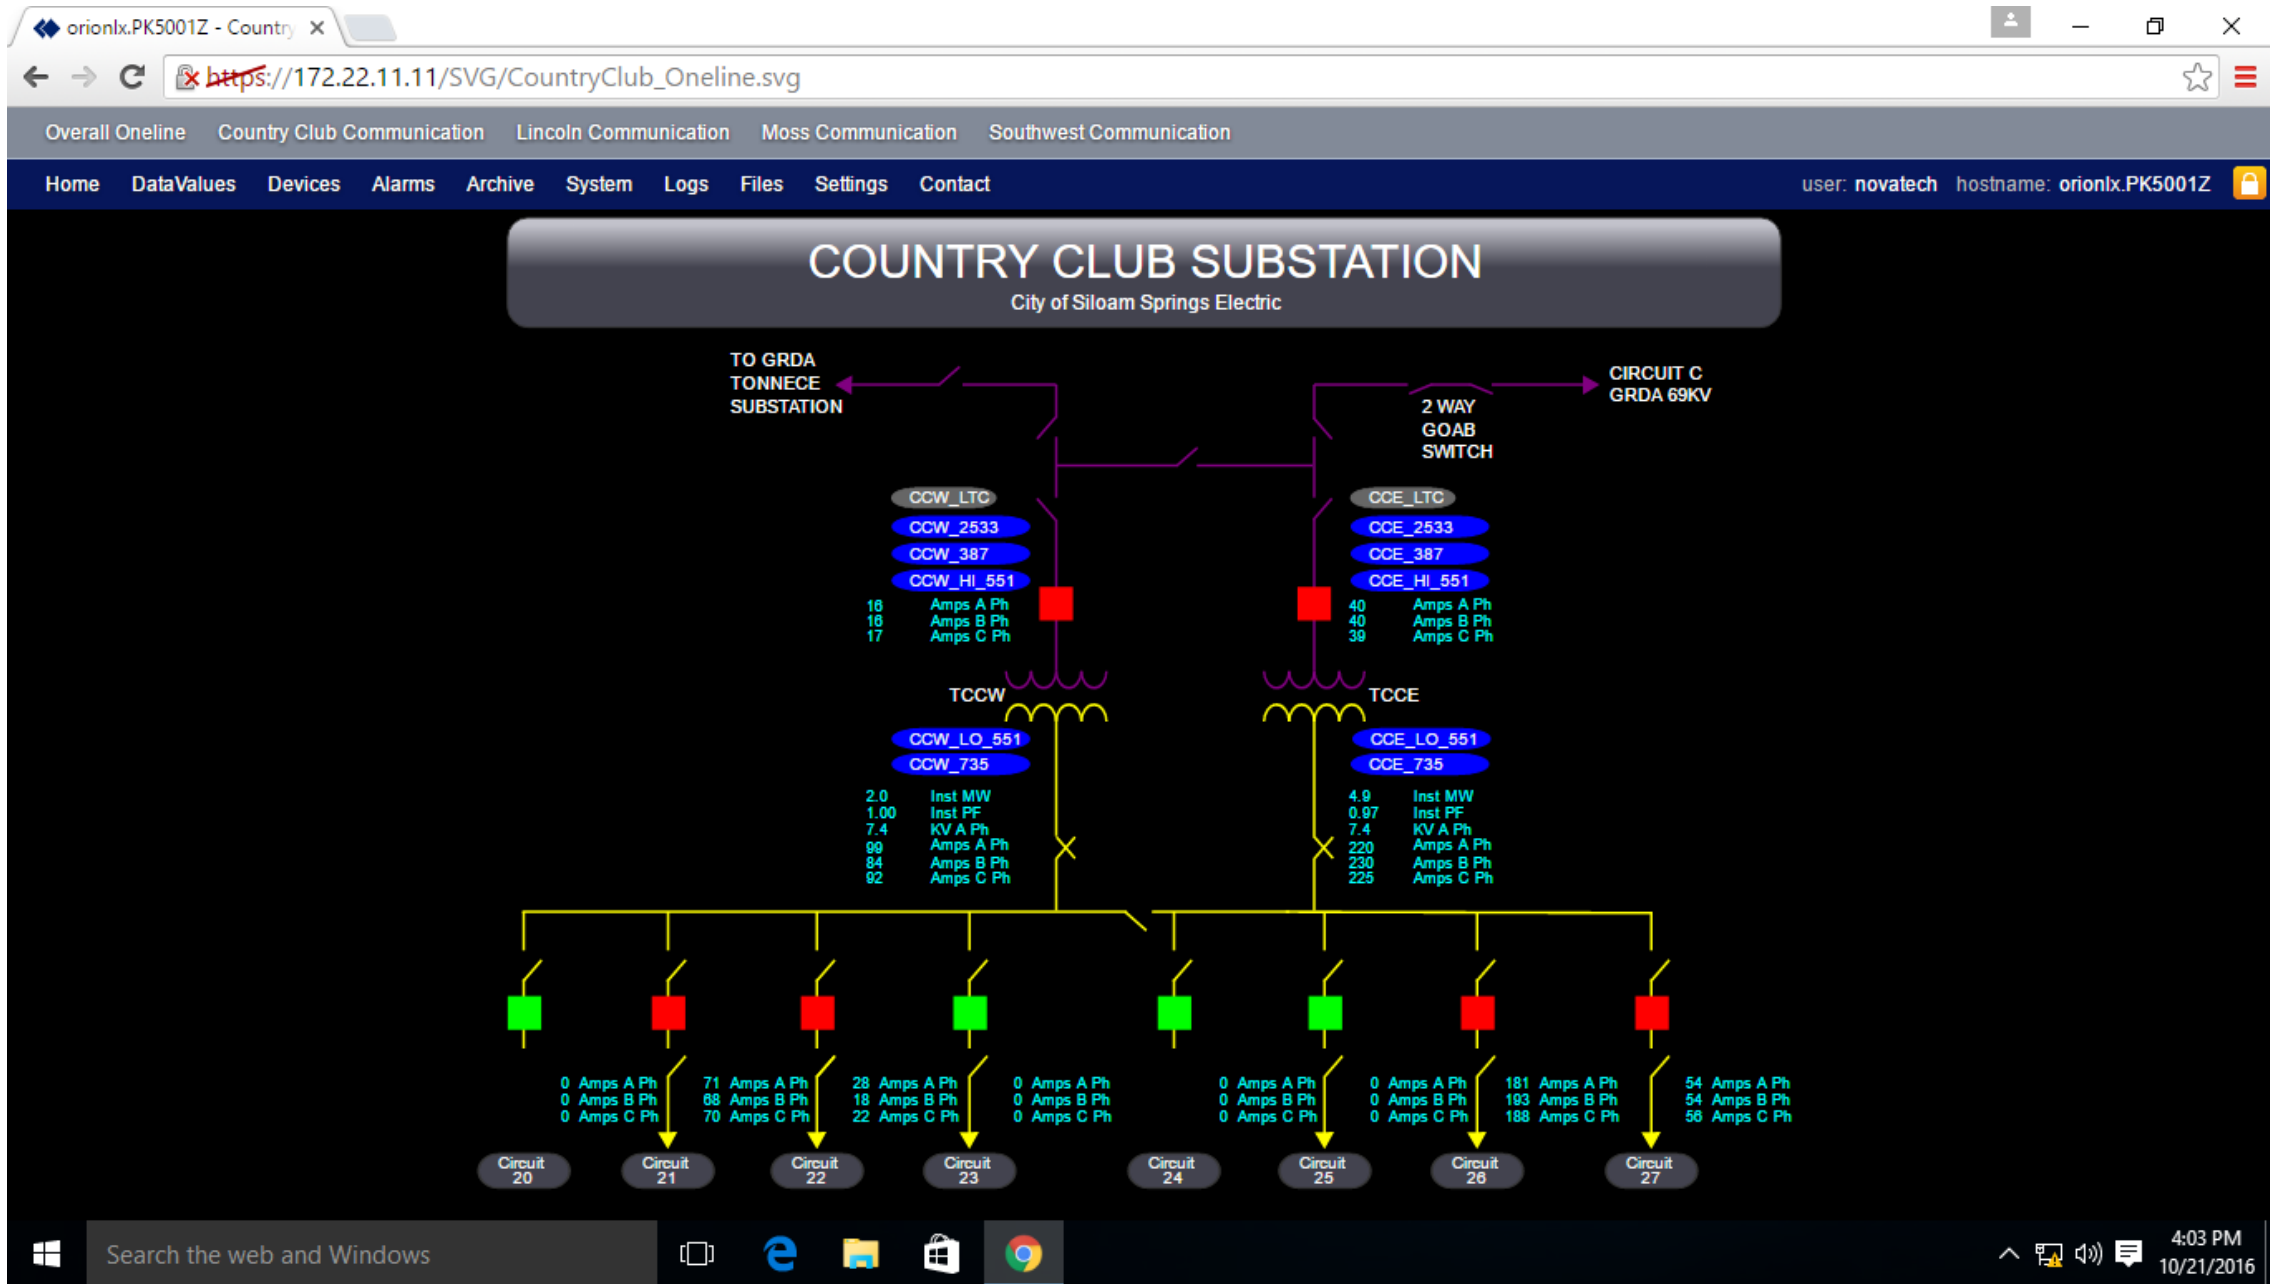 orionlx.PK5001Z - Country
https://172.22.11.11/SVG/CountryClub_Oneline.svg
Overall Oneline Country Club Communication Lincoln Communication Moss Communication Southwest Communication
Home DataValues Devices Alarms Archive System Logs Files Settings Contact user: novatech hostname: orionlx.PK5001Z
COUNTRY CLUB SUBSTATION
City of Siloam Springs Electric
TO GRDA
TONNECE
SUBSTATION
CIRCUIT C
GRDA 69KV
2 WAY
GOAB
SWITCH
CCW_LTC
CCW_2533
CCW_387
CCW_HI_551
16 Amps A Ph
16 Amps B Ph
17 Amps C Ph
CCE_LTC
CCE_2533
CCE_387
CCE_HI_551
40 Amps A Ph
40 Amps B Ph
39 Amps C Ph
TCCW
TCCE
CCW_LO_551
CCW_735
2.0 Inst MW
1.00 Inst PF
7.4 KV A Ph
99 Amps A Ph
84 Amps B Ph
92 Amps C Ph
CCE_LO_551
CCE_735
4.9 Inst MW
0.97 Inst PF
7.4 KV A Ph
220 Amps A Ph
230 Amps B Ph
225 Amps C Ph
0 Amps A Ph 71 Amps A Ph 28 Amps A Ph 0 Amps A Ph 0 Amps A Ph 0 Amps A Ph 181 Amps A Ph 54 Amps A Ph
0 Amps B Ph 68 Amps B Ph 18 Amps B Ph 0 Amps B Ph 0 Amps B Ph 0 Amps B Ph 193 Amps B Ph 54 Amps B Ph
0 Amps C Ph 70 Amps C Ph 22 Amps C Ph 0 Amps C Ph 0 Amps C Ph 0 Amps C Ph 188 Amps C Ph 56 Amps C Ph
Circuit 20
Circuit 21
Circuit 22
Circuit 23
Circuit 24
Circuit 25
Circuit 26
Circuit 27
Search the web and Windows
4:03 PM
10/21/2016